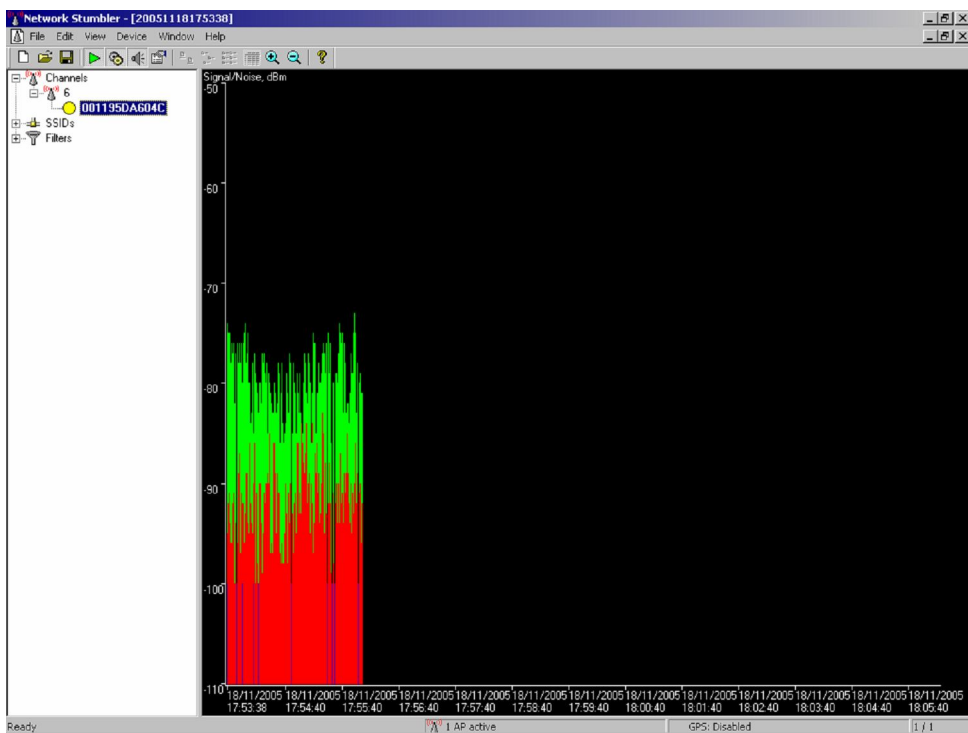 Network Stumbler - [20051118175338]
File Edit View Device Window Help
Channels
6
001195DA604C
SSIDs
Filters
Signal/Noise, dBm
-50
-60
-70
-80
-90
-100
-110
18/11/2005 18/11/2005 18/11/2005 18/11/2005 18/11/2005 18/11/2005 18/11/2005 18/11/2005 18/11/2005 18/11/2005 18/11/2005 18/11/2005 18/11/2005
17:53:38 17:54:40 17:55:40 17:56:40 17:57:40 17:58:40 17:59:40 18:00:40 18:01:40 18:02:40 18:03:40 18:04:40 18:05:40
Ready 1 AP active GPS: Disabled 1 / 1